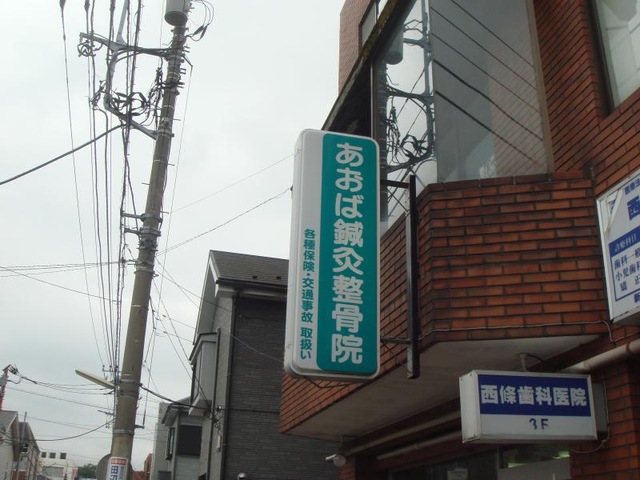 あおば鍼灸整骨院
各種保険・交通事故 取扱い
西條歯科医院
3F